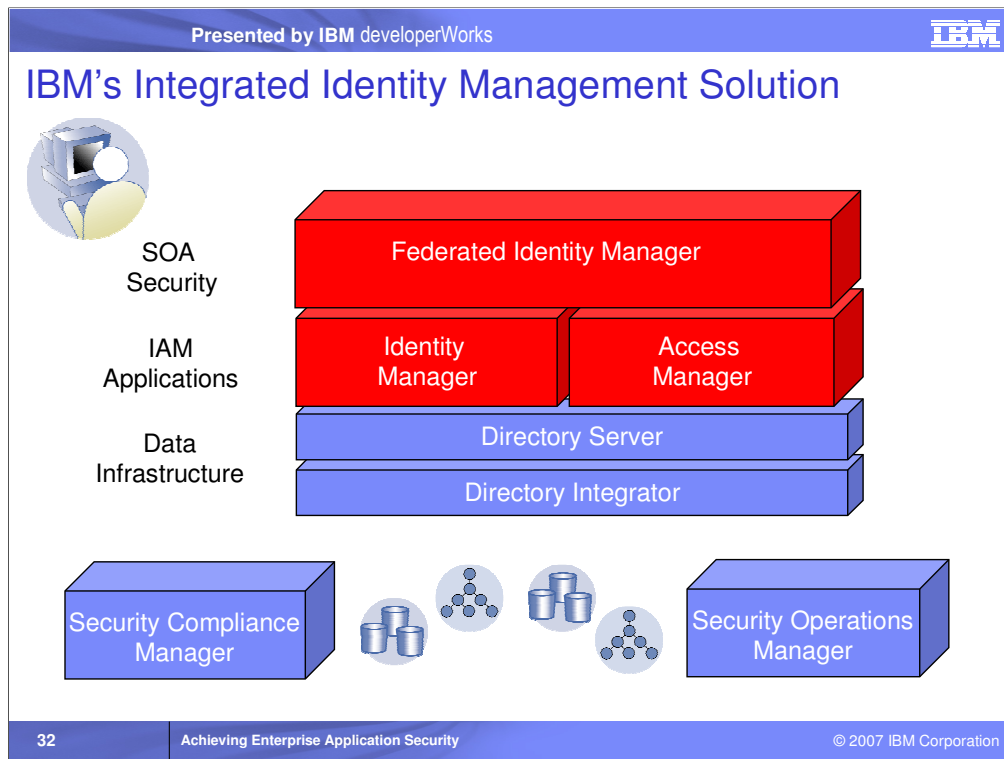 Presented by IBM developerWorks
IBM
IBM's Integrated Identity Management Solution
SOA
Security
Federated Identity Manager
IAM
Applications
Identity
Manager
Access
Manager
Data
Infrastructure
Directory Server
Directory Integrator
Security Compliance
Manager
Security Operations
Manager
32
Achieving Enterprise Application Security
© 2007 IBM Corporation